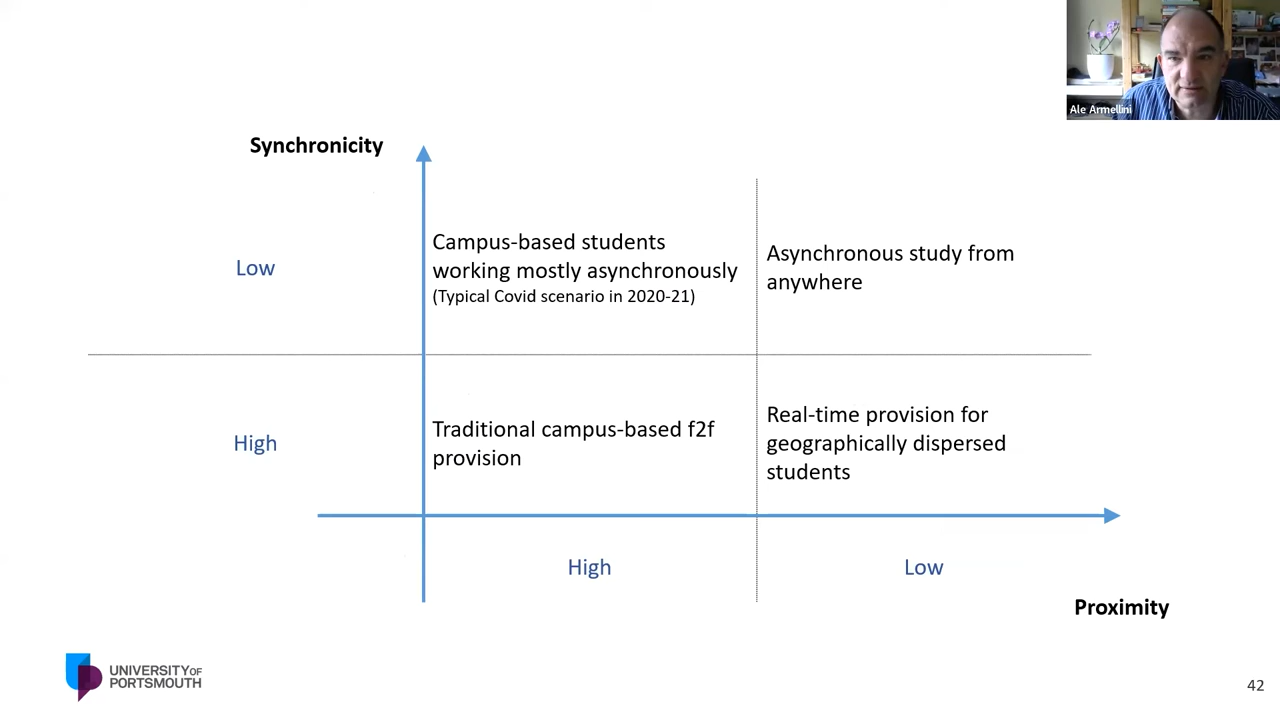 Ale Armellini
Synchronicity
Low
Campus-based students
working mostly asynchronously
(Typical Covid scenario in 2020-21)
Asynchronous study from
anywhere
High
Traditional campus-based f2f
provision
Real-time provision for
geographically dispersed
students
High
Low
Proximity
UNIVERSITY OF
PORTSMOUTH
42